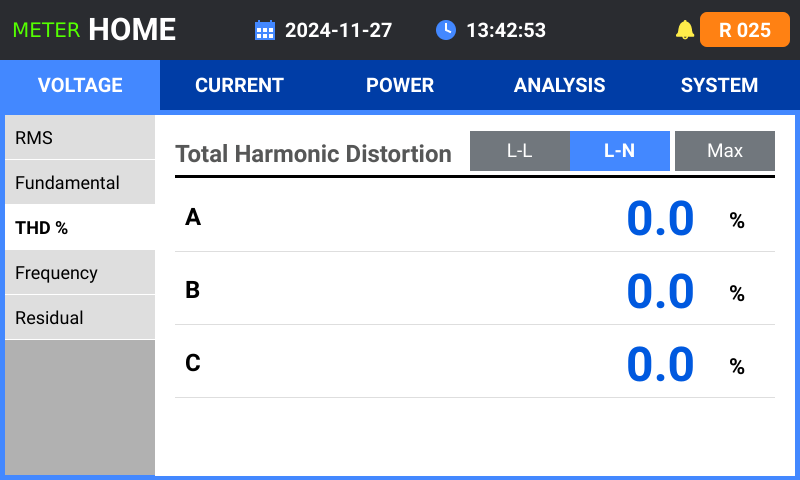 METER HOME 2024-11-27 13:42:53 R 025
VOLTAGE CURRENT POWER ANALYSIS SYSTEM
RMS
Fundamental
THD %
Frequency
Residual
Total Harmonic Distortion L-L L-N Max
A 0.0 %
B 0.0 %
C 0.0 %